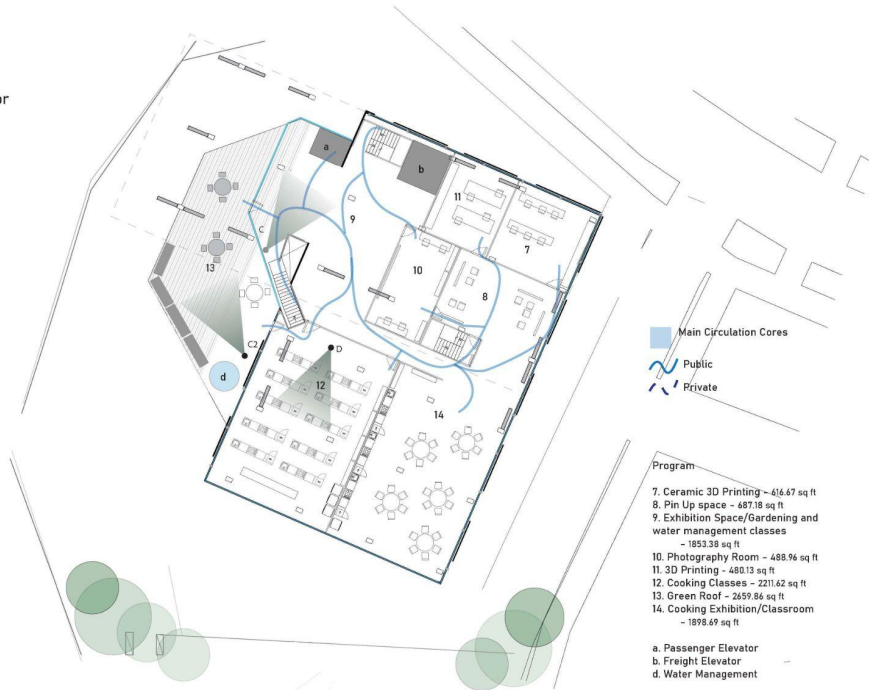 or
a
b
11
7
C
9
10
13
8
C2
D
d
12
14
Main Circulation Cores
Public
Private
Program
7. Ceramic 3D Printing - 616.67 sq ft
8. Pin Up space - 687.18 sq ft
9. Exhibition Space/Gardening and
water management classes
- 1853.38 sq ft
10. Photography Room - 488.96 sq ft
11. 3D Printing - 480.13 sq ft
12. Cooking Classes - 2211.62 sq ft
13. Green Roof - 2659.86 sq ft
14. Cooking Exhibition/Classroom
- 1898.69 sq ft
a. Passenger Elevator
b. Freight Elevator
d. Water Management